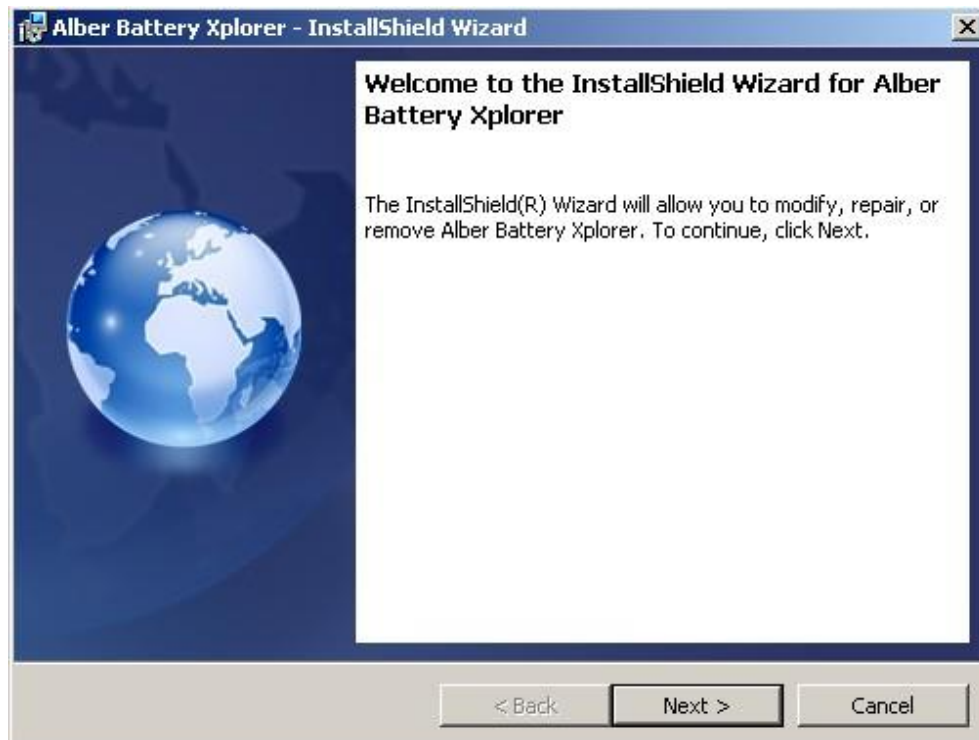 Alber Battery Xplorer - InstallShield Wizard
Welcome to the InstallShield Wizard for Alber
Battery Xplorer
The InstallShield(R) Wizard will allow you to modify, repair, or
remove Alber Battery Xplorer. To continue, click Next.
< Back
Next >
Cancel